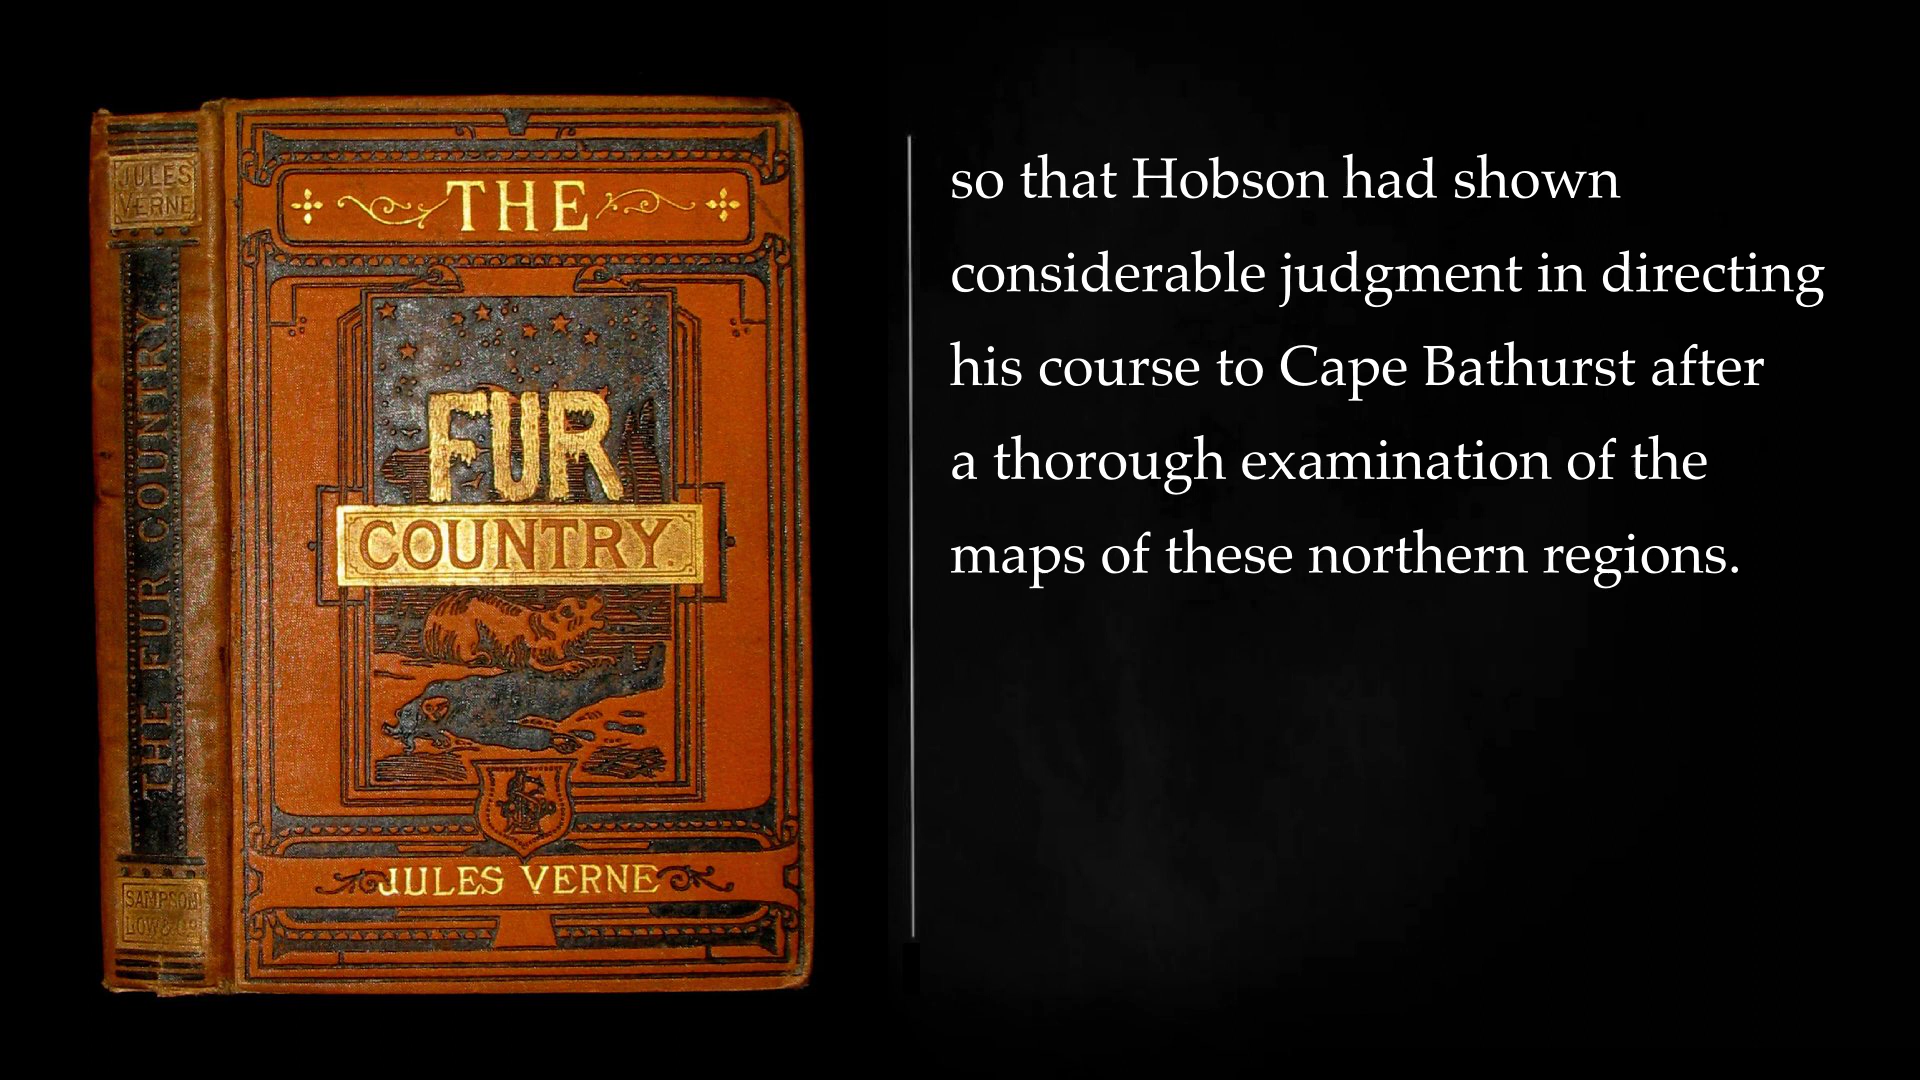 JULES
VERNE
THE FUR COUNTRY.
SAMPSON
LOW & Co
THE
FUR
COUNTRY.
JULES VERNE
so that Hobson had shown
considerable judgment in directing
his course to Cape Bathurst after
a thorough examination of the
maps of these northern regions.